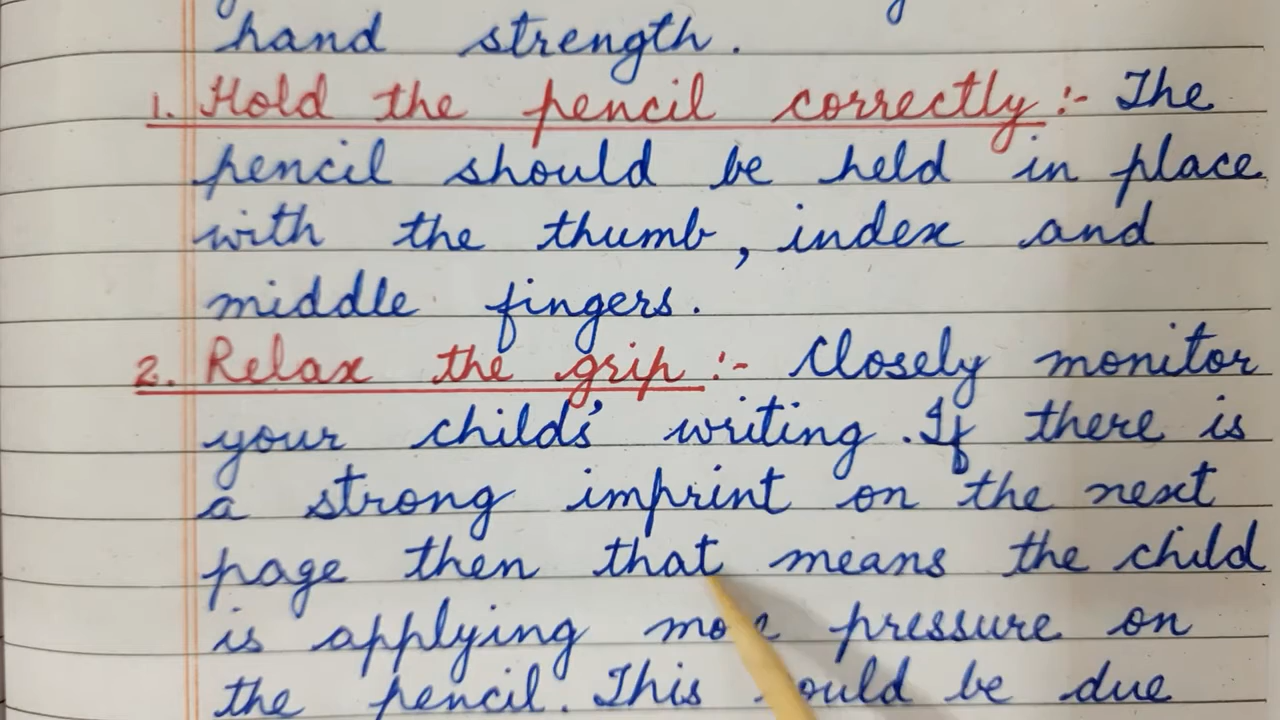 hand strength.
1. Hold the pencil correctly :- The
pencil should be held in place
with the thumb, index and
middle fingers.
2. Relax the grip :- Closely monitor
your child's writing. If there is
a strong imprint on the next
page then that means the child
is applying pressure on
the pencil. This be due